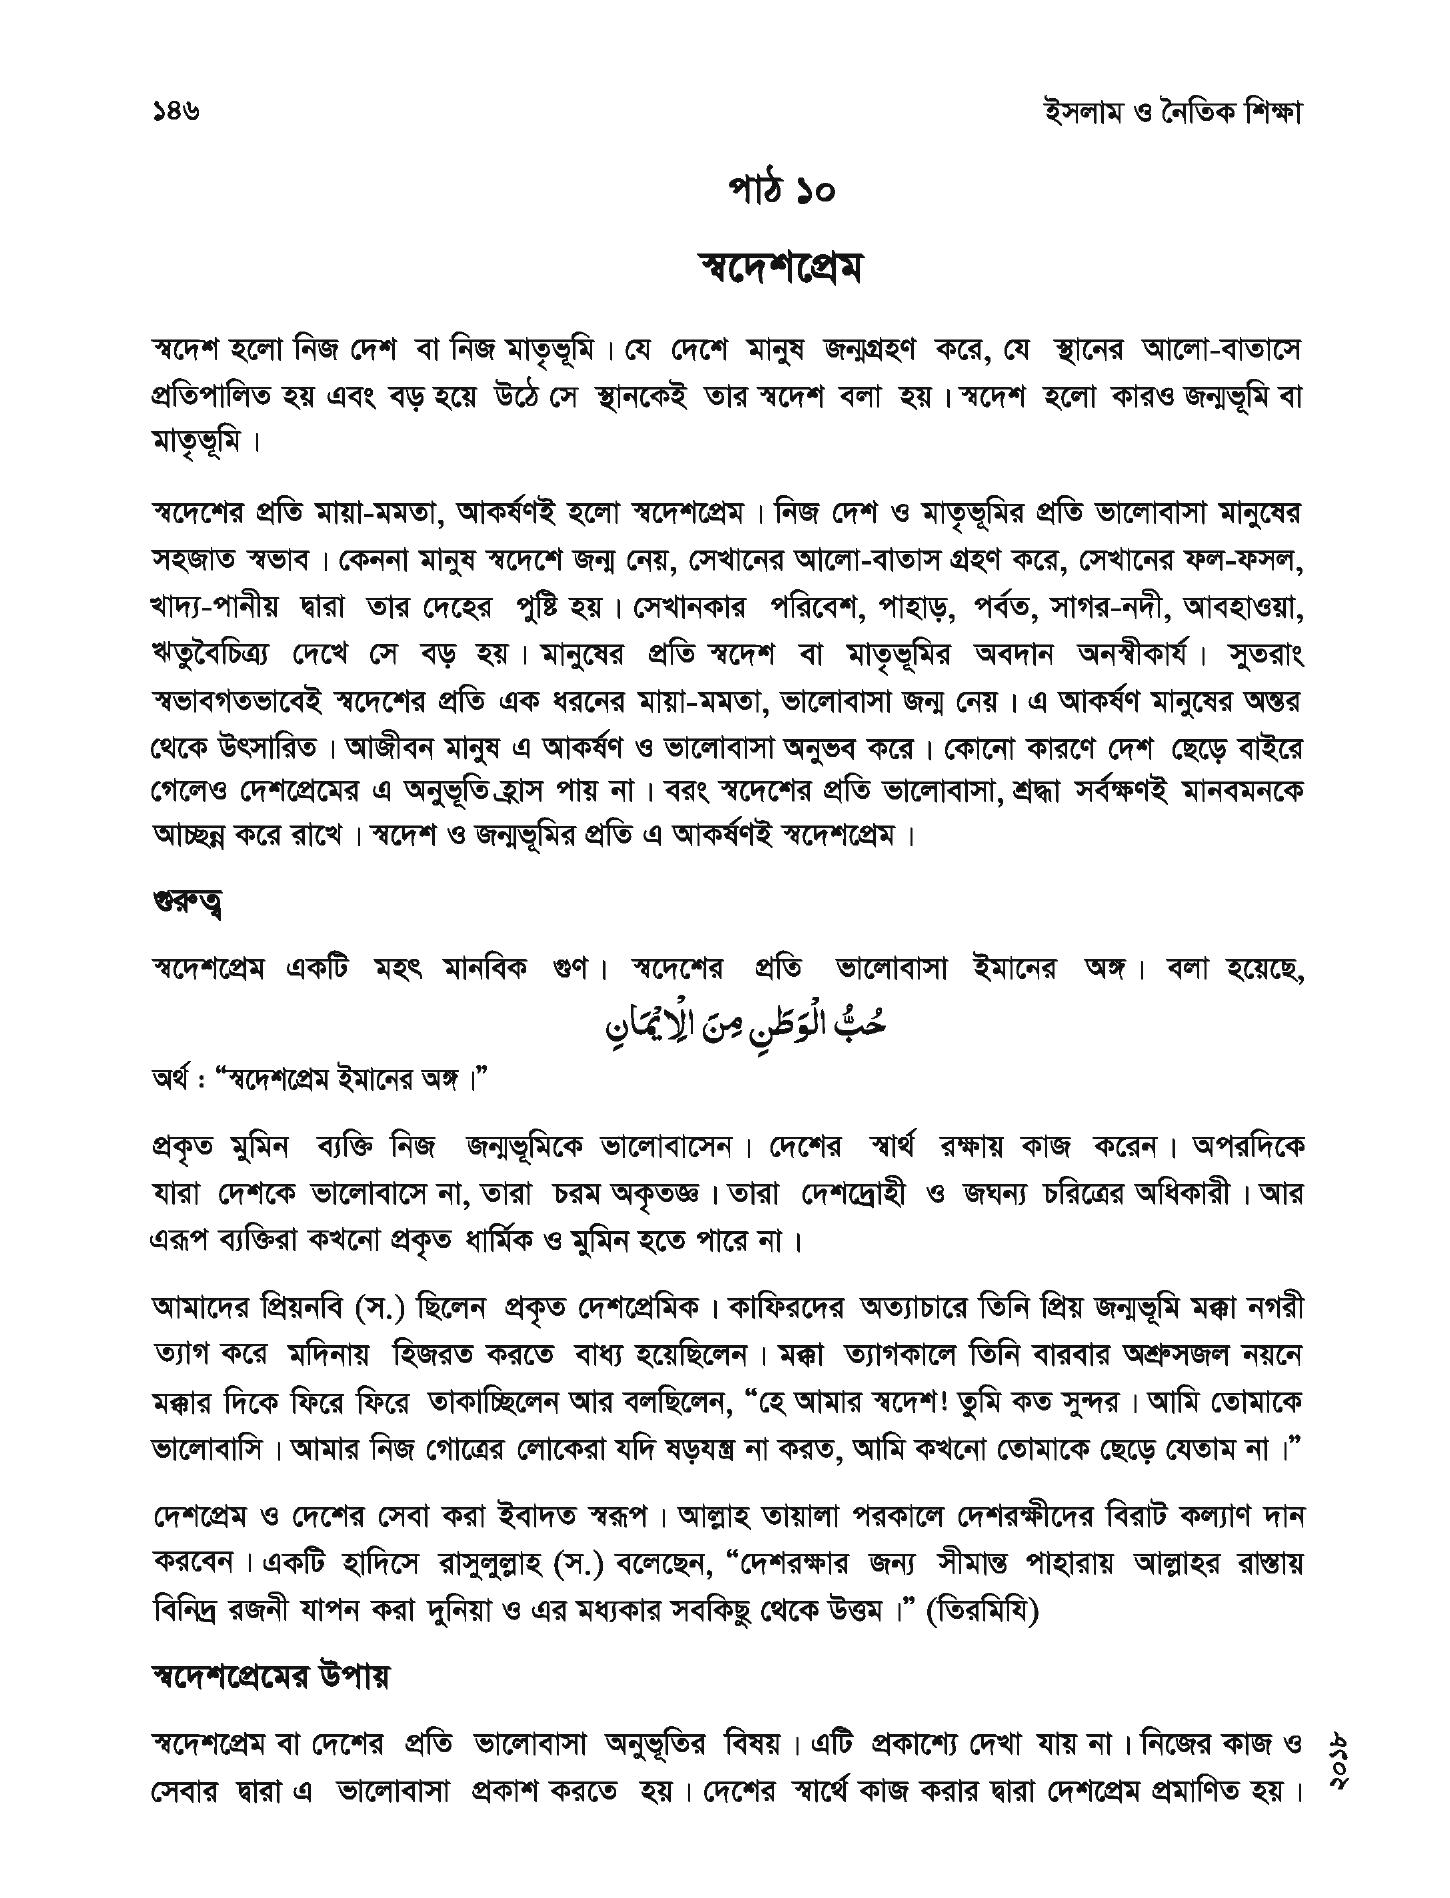 ১৪৬
ইসলাম ও নৈতিক শিক্ষা
পাঠ ১০
স্বদেশপ্রেম
স্বদেশ হলো নিজ দেশ বা নিজ মাতৃভূমি। যে দেশে মানুষ জন্মগ্রহণ করে, যে স্থানের আলো-বাতাসে
প্রতিপালিত হয় এবং বড় হয়ে উঠে সে স্থানকেই তার স্বদেশ বলা হয়। স্বদেশ হলো কারও জন্মভূমি বা
মাতৃভূমি।
স্বদেশের প্রতি মায়া-মমতা, আকর্ষণই হলো স্বদেশপ্রেম। নিজ দেশ ও মাতৃভূমির প্রতি ভালোবাসা মানুষের
সহজাত স্বভাব। কেননা মানুষ স্বদেশে জন্ম নেয়, সেখানের আলো-বাতাস গ্রহণ করে, সেখানের ফল-ফসল,
খাদ্য-পানীয় দ্বারা তার দেহের পুষ্টি হয়। সেখানকার পরিবেশ, পাহাড়, পর্বত, সাগর-নদী, আবহাওয়া,
ঋতুবৈচিত্র্য দেখে সে বড় হয়। মানুষের প্রতি স্বদেশ বা মাতৃভূমির অবদান অনস্বীকার্য। সুতরাং
স্বভাবগতভাবেই স্বদেশের প্রতি এক ধরনের মায়া-মমতা, ভালোবাসা জন্ম নেয়। এ আকর্ষণ মানুষের অন্তর
থেকে উৎসারিত। আজীবন মানুষ এ আকর্ষণ ও ভালোবাসা অনুভব করে। কোনো কারণে দেশ ছেড়ে বাইরে
গেলেও দেশপ্রেমের এ অনুভূতি হ্রাস পায় না। বরং স্বদেশের প্রতি ভালোবাসা, শ্রদ্ধা সর্বক্ষণই মানবমনকে
আচ্ছন্ন করে রাখে। স্বদেশ ও জন্মভূমির প্রতি এ আকর্ষণই স্বদেশপ্রেম।
গুরুত্ব
স্বদেশপ্রেম একটি মহৎ মানবিক গুণ। স্বদেশের প্রতি ভালোবাসা ইমানের অঙ্গ। বলা হয়েছে,
حُبُّ الْوَطَنِ مِنَ الْاِيْمَانِ
অর্থ : “স্বদেশপ্রেম ইমানের অঙ্গ।”
প্রকৃত মুমিন ব্যক্তি নিজ জন্মভূমিকে ভালোবাসেন। দেশের স্বার্থ রক্ষায় কাজ করেন। অপরদিকে
যারা দেশকে ভালোবাসে না, তারা চরম অকৃতজ্ঞ। তারা দেশদ্রোহী ও জঘন্য চরিত্রের অধিকারী। আর
এরূপ ব্যক্তিরা কখনো প্রকৃত ধার্মিক ও মুমিন হতে পারে না।
আমাদের প্রিয়নবি (স.) ছিলেন প্রকৃত দেশপ্রেমিক। কাফিরদের অত্যাচারে তিনি প্রিয় জন্মভূমি মক্কা নগরী
ত্যাগ করে মদিনায় হিজরত করতে বাধ্য হয়েছিলেন। মক্কা ত্যাগকালে তিনি বারবার অশ্রুসজল নয়নে
মক্কার দিকে ফিরে ফিরে তাকাচ্ছিলেন আর বলছিলেন, “হে আমার স্বদেশ! তুমি কত সুন্দর। আমি তোমাকে
ভালোবাসি। আমার নিজ গোত্রের লোকেরা যদি ষড়যন্ত্র না করত, আমি কখনো তোমাকে ছেড়ে যেতাম না।”
দেশপ্রেম ও দেশের সেবা করা ইবাদত স্বরূপ। আল্লাহ তায়ালা পরকালে দেশরক্ষীদের বিরাট কল্যাণ দান
করবেন। একটি হাদিসে রাসুলুল্লাহ (স.) বলেছেন, “দেশরক্ষার জন্য সীমান্ত পাহারায় আল্লাহর রাস্তায়
বিনিদ্র রজনী যাপন করা দুনিয়া ও এর মধ্যকার সবকিছু থেকে উত্তম।” (তিরমিযি)
স্বদেশপ্রেমের উপায়
স্বদেশপ্রেম বা দেশের প্রতি ভালোবাসা অনুভূতির বিষয়। এটি প্রকাশ্যে দেখা যায় না। নিজের কাজ ও
সেবার দ্বারা এ ভালোবাসা প্রকাশ করতে হয়। দেশের স্বার্থে কাজ করার দ্বারা দেশপ্রেম প্রমাণিত হয়।
২০১৮